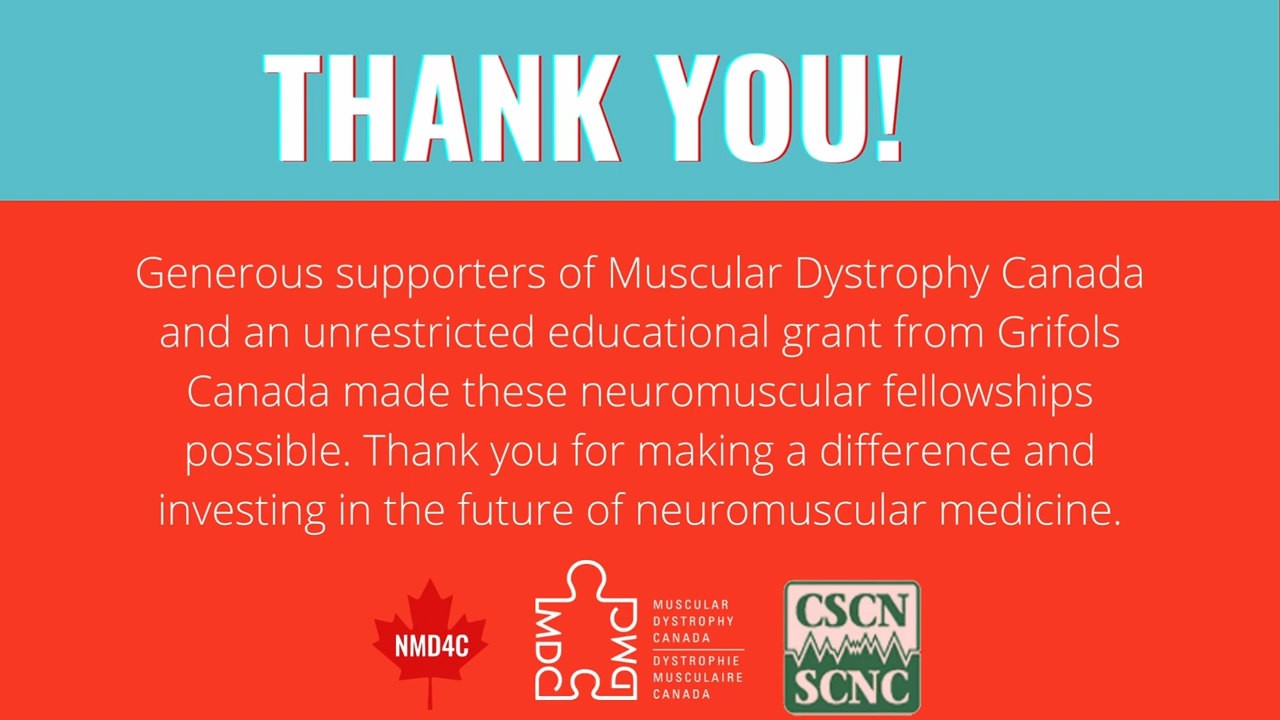 THANK YOU!
Generous supporters of Muscular Dystrophy Canada
and an unrestricted educational grant from Grifols
Canada made these neuromuscular fellowships
possible. Thank you for making a difference and
investing in the future of neuromuscular medicine.
NMD4C
MDC
DMC
MUSCULAR
DYSTROPHY
CANADA
DYSTROPHIE
MUSCULAIRE
CANADA
CSCN
SCNC